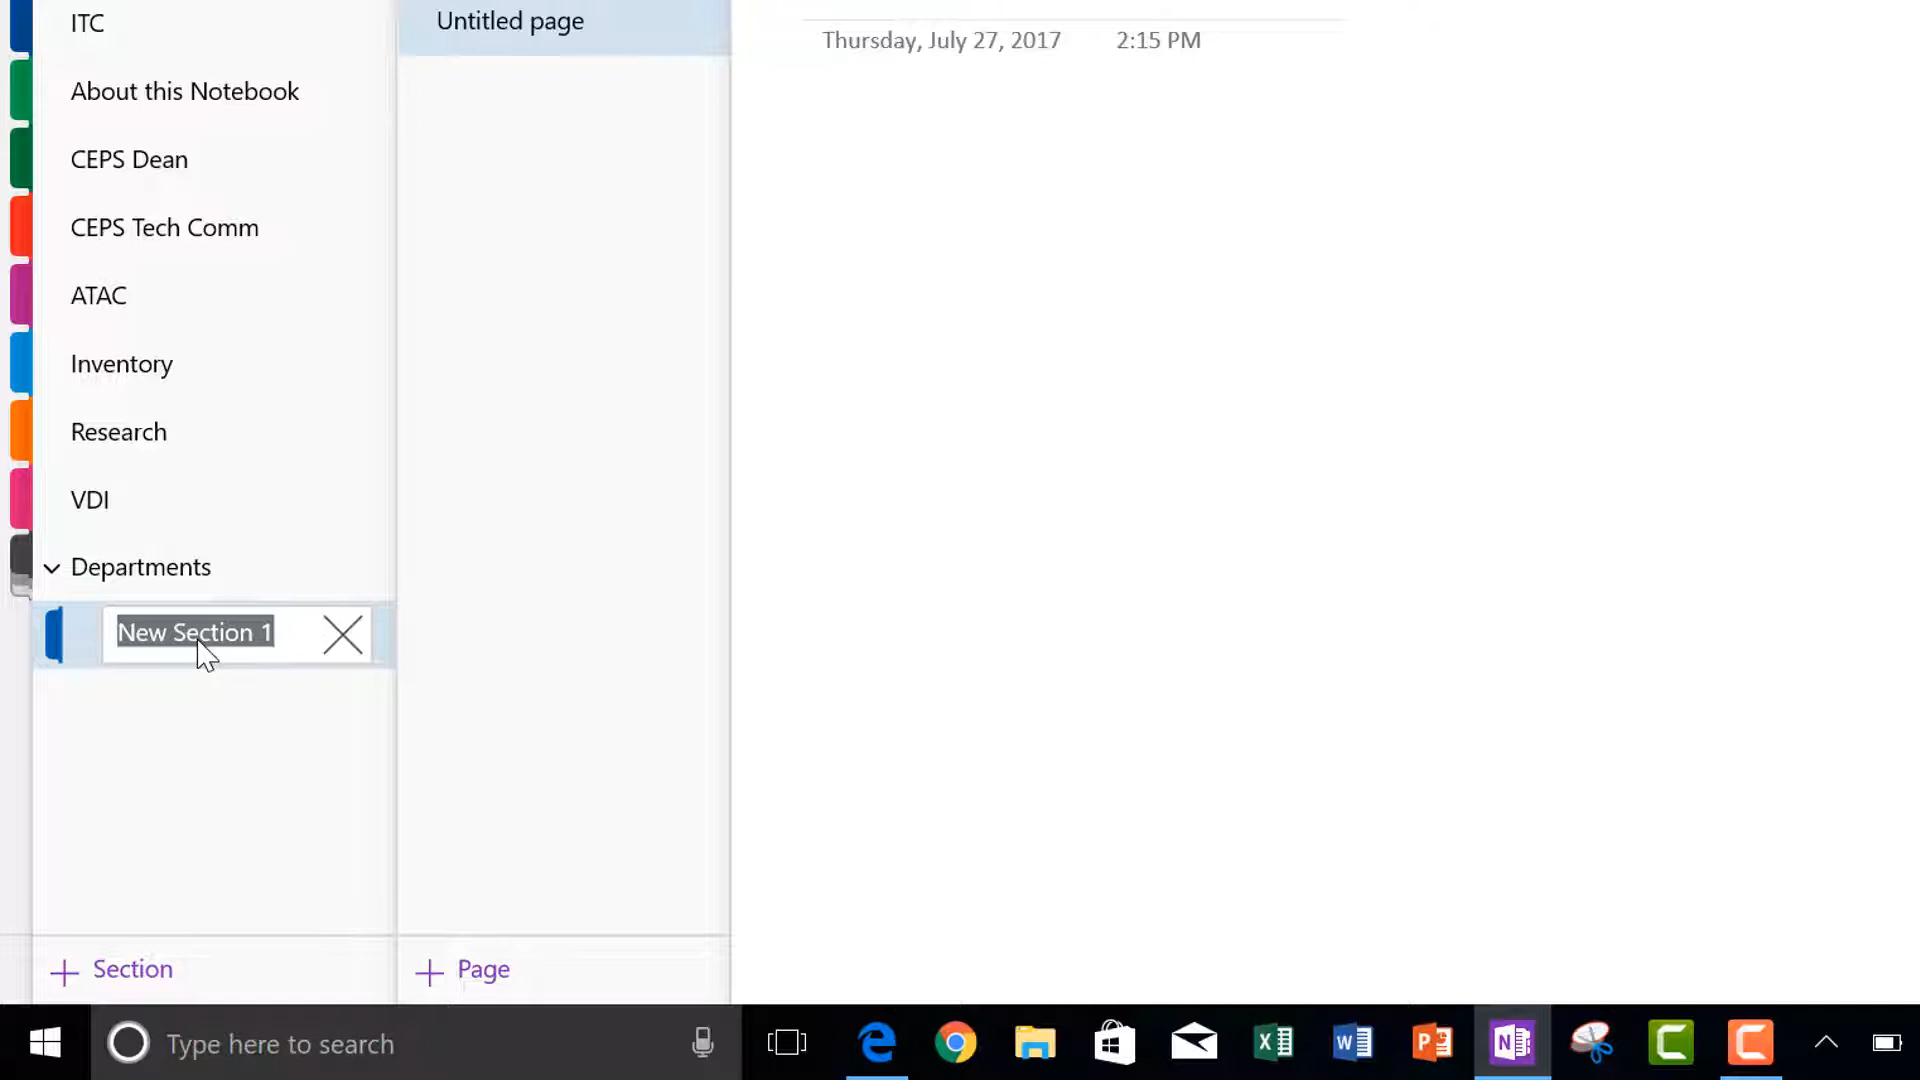 ITC
About this Notebook
CEPS Dean
CEPS Tech Comm
ATAC
Inventory
Research
VDI
Departments
New Section 1
+ Section
Untitled page
+ Page
Thursday, July 27, 2017 2:15 PM
Type here to search